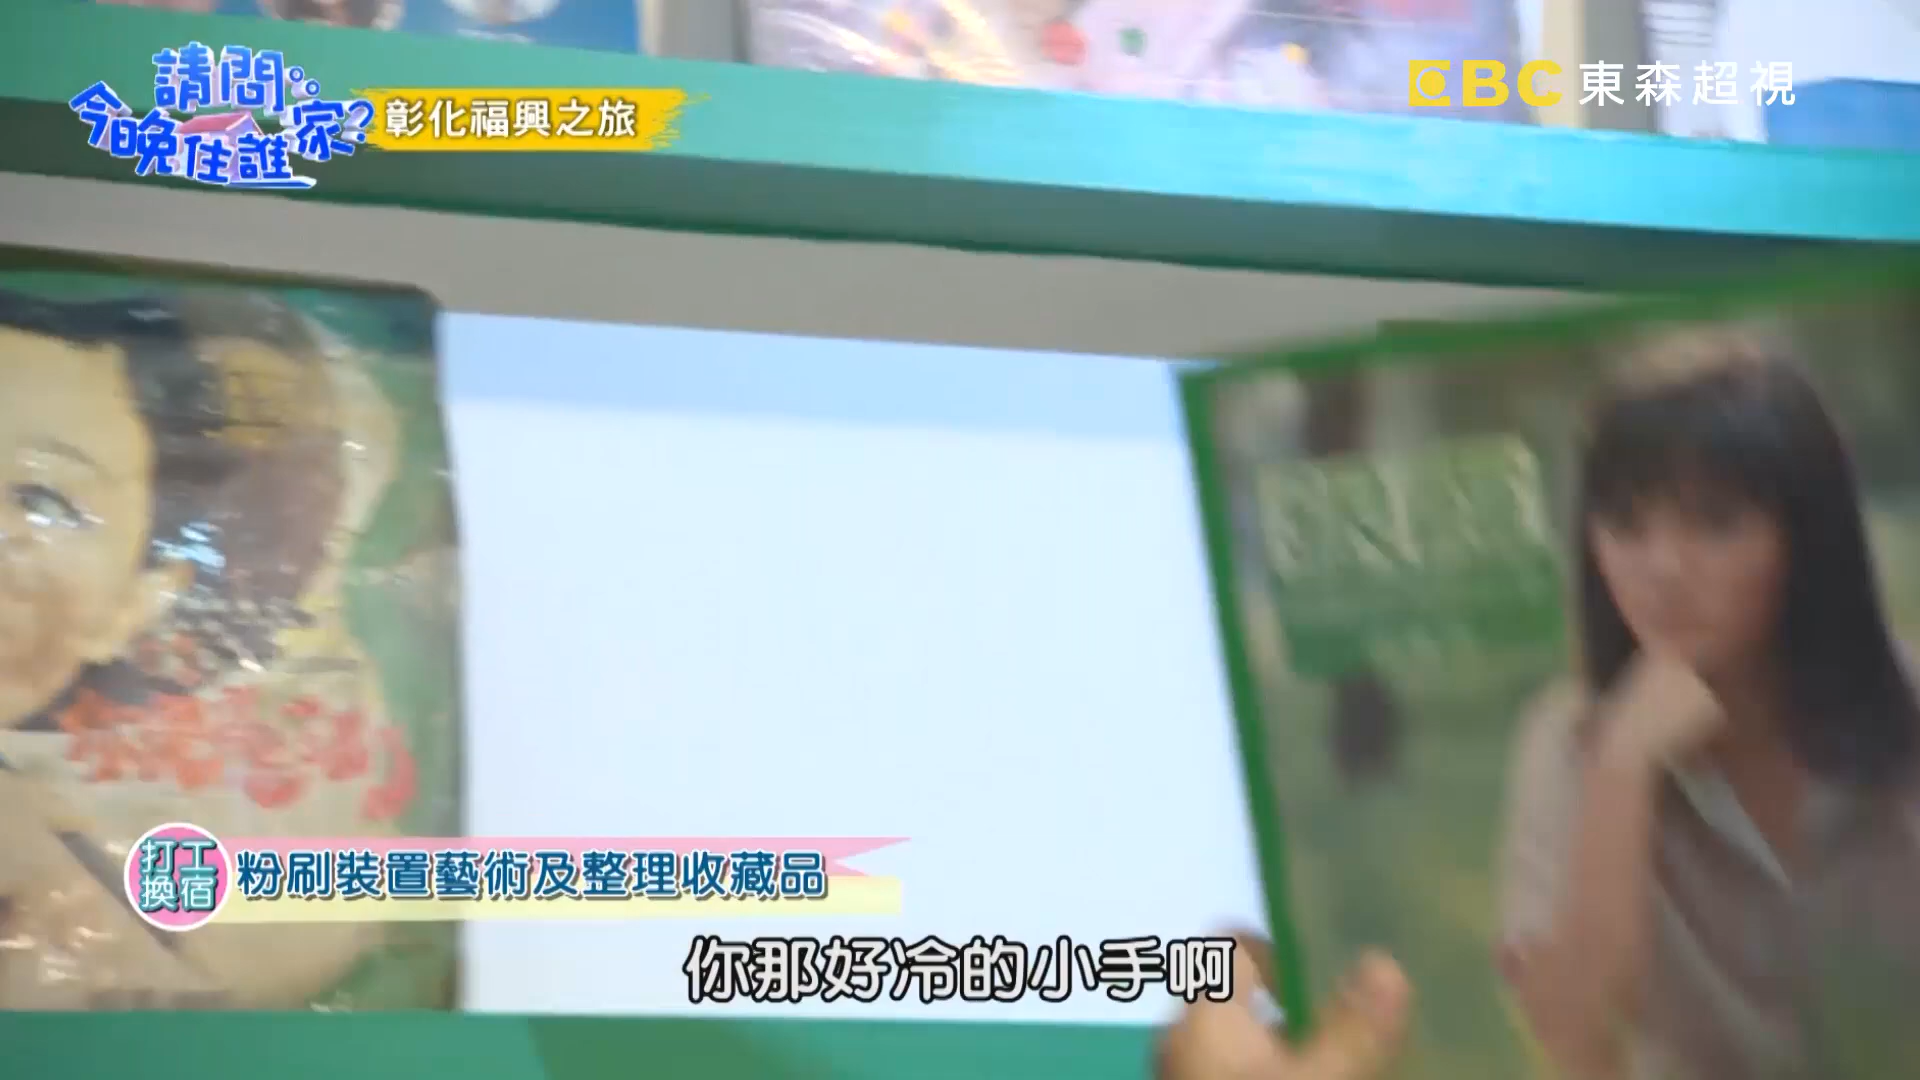 請問
今晚住誰家?
彰化福興之旅
EBC 東森超視
打工
換宿
粉刷裝置藝術及整理收藏品
你那好冷的小手啊